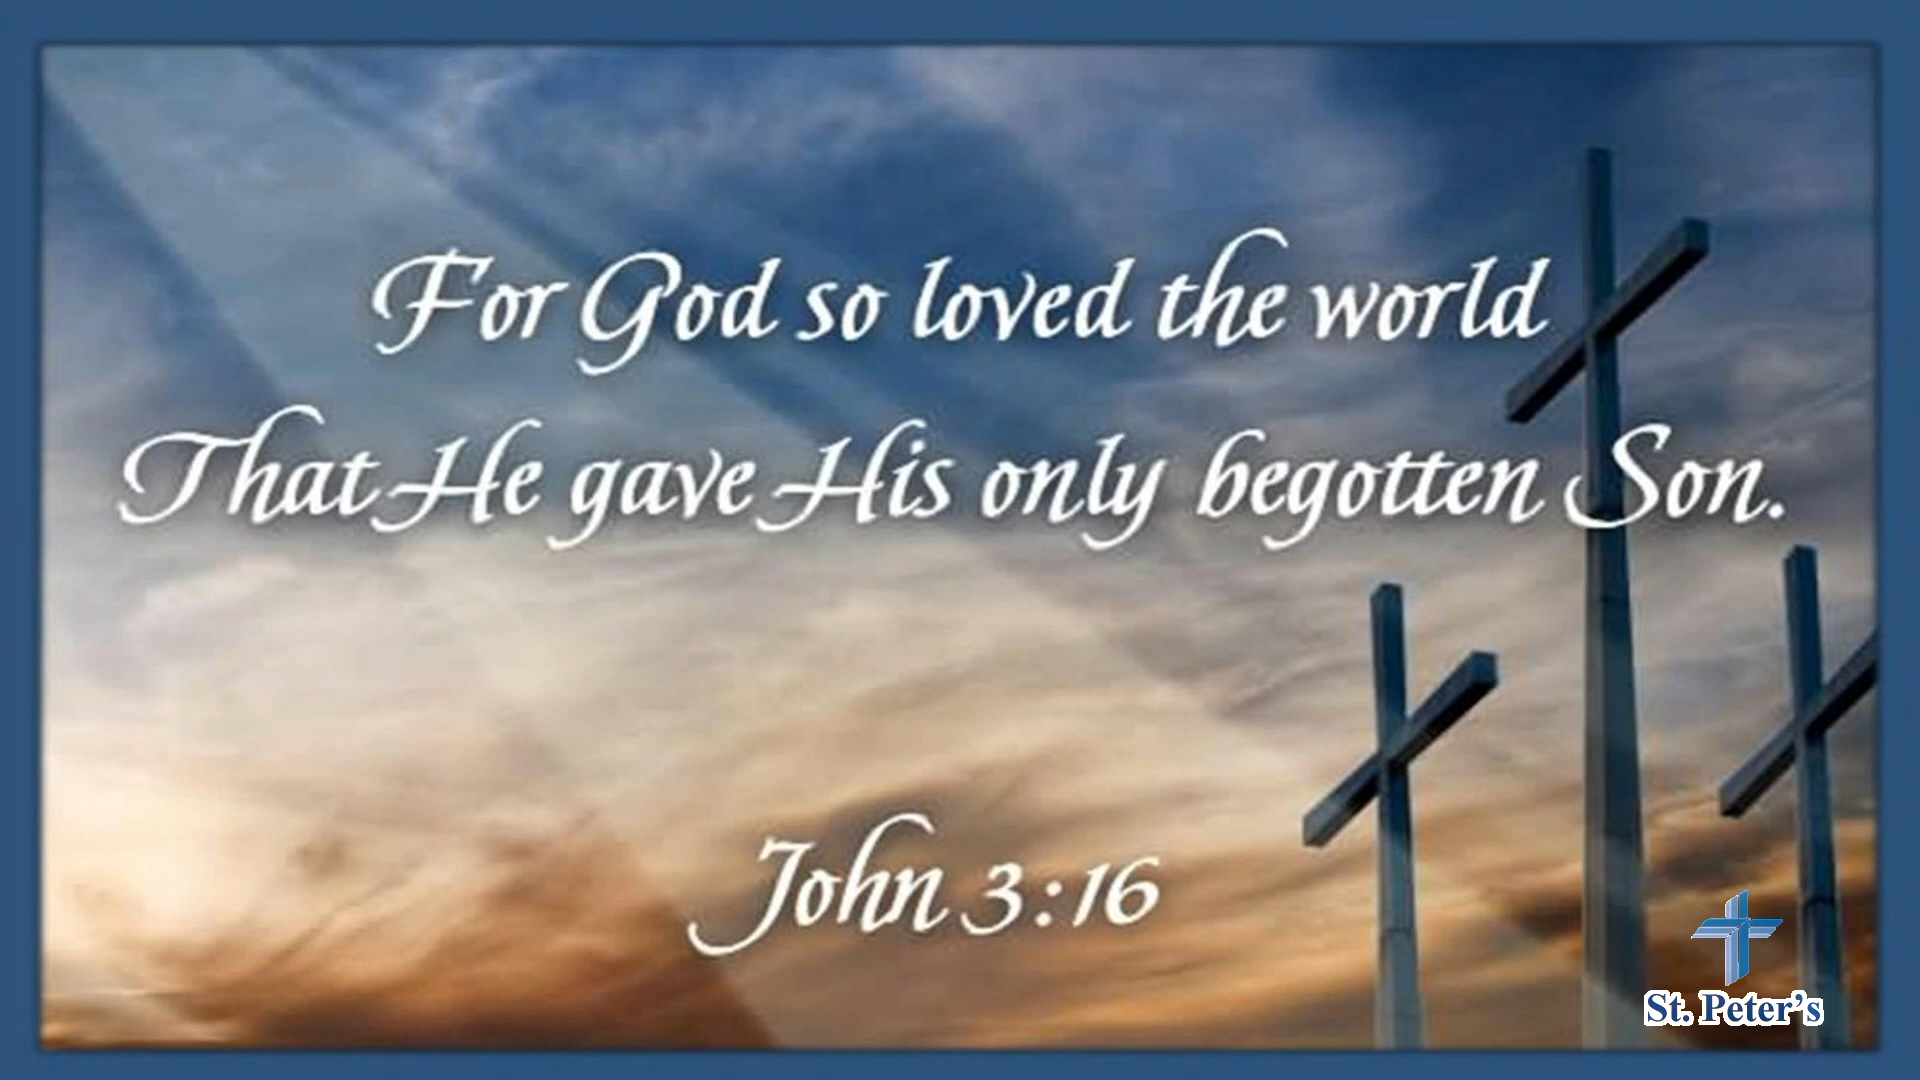 For God so loved the world
That He gave His only begotten Son.
John 3:16
St. Peter's